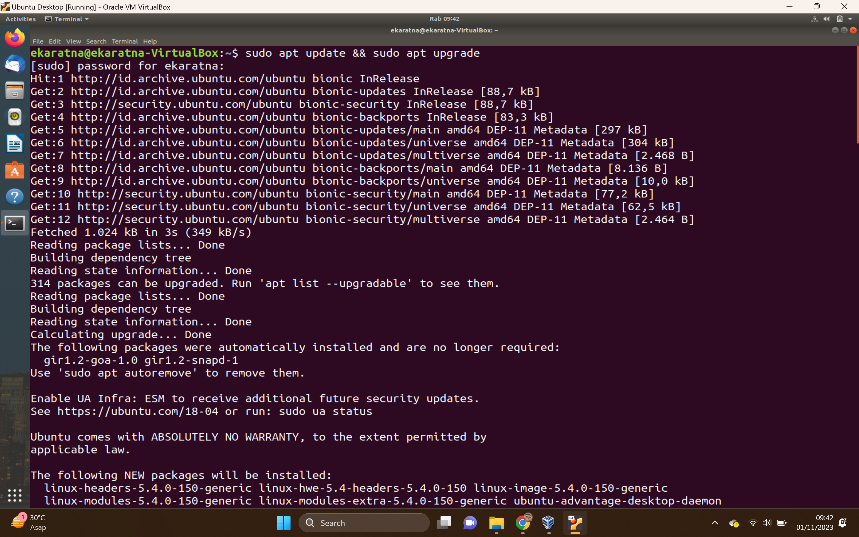 Ubuntu Desktop [Running] - Oracle VM VirtualBox
Activities Terminal Rab 09:42
ekaratna@ekaratna-VirtualBox: ~
File Edit View Search Terminal Help
ekaratna@ekaratna-VirtualBox:~$ sudo apt update && sudo apt upgrade
[sudo] password for ekaratna:
Hit:1 http://id.archive.ubuntu.com/ubuntu bionic InRelease
Get:2 http://id.archive.ubuntu.com/ubuntu bionic-updates InRelease [88,7 kB]
Get:3 http://security.ubuntu.com/ubuntu bionic-security InRelease [88,7 kB]
Get:4 http://id.archive.ubuntu.com/ubuntu bionic-backports InRelease [83,3 kB]
Get:5 http://id.archive.ubuntu.com/ubuntu bionic-updates/main amd64 DEP-11 Metadata [297 kB]
Get:6 http://id.archive.ubuntu.com/ubuntu bionic-updates/universe amd64 DEP-11 Metadata [304 kB]
Get:7 http://id.archive.ubuntu.com/ubuntu bionic-updates/multiverse amd64 DEP-11 Metadata [2.468 B]
Get:8 http://id.archive.ubuntu.com/ubuntu bionic-backports/main amd64 DEP-11 Metadata [8.136 B]
Get:9 http://id.archive.ubuntu.com/ubuntu bionic-backports/universe amd64 DEP-11 Metadata [10,0 kB]
Get:10 http://security.ubuntu.com/ubuntu bionic-security/main amd64 DEP-11 Metadata [77,2 kB]
Get:11 http://security.ubuntu.com/ubuntu bionic-security/universe amd64 DEP-11 Metadata [62,5 kB]
Get:12 http://security.ubuntu.com/ubuntu bionic-security/multiverse amd64 DEP-11 Metadata [2.464 B]
Fetched 1.024 kB in 3s (349 kB/s)
Reading package lists... Done
Building dependency tree
Reading state information... Done
314 packages can be upgraded. Run 'apt list --upgradable' to see them.
Reading package lists... Done
Building dependency tree
Reading state information... Done
Calculating upgrade... Done
The following packages were automatically installed and are no longer required:
gir1.2-goa-1.0 gir1.2-snapd-1
Use 'sudo apt autoremove' to remove them.
Enable UA Infra: ESM to receive additional future security updates.
See https://ubuntu.com/18-04 or run: sudo ua status
Ubuntu comes with ABSOLUTELY NO WARRANTY, to the extent permitted by
applicable law.
The following NEW packages will be installed:
linux-headers-5.4.0-150-generic linux-hwe-5.4-headers-5.4.0-150 linux-image-5.4.0-150-generic
linux-modules-5.4.0-150-generic linux-modules-extra-5.4.0-150-generic ubuntu-advantage-desktop-daemon
30°C
Asap
Search
09:42
01/11/2023